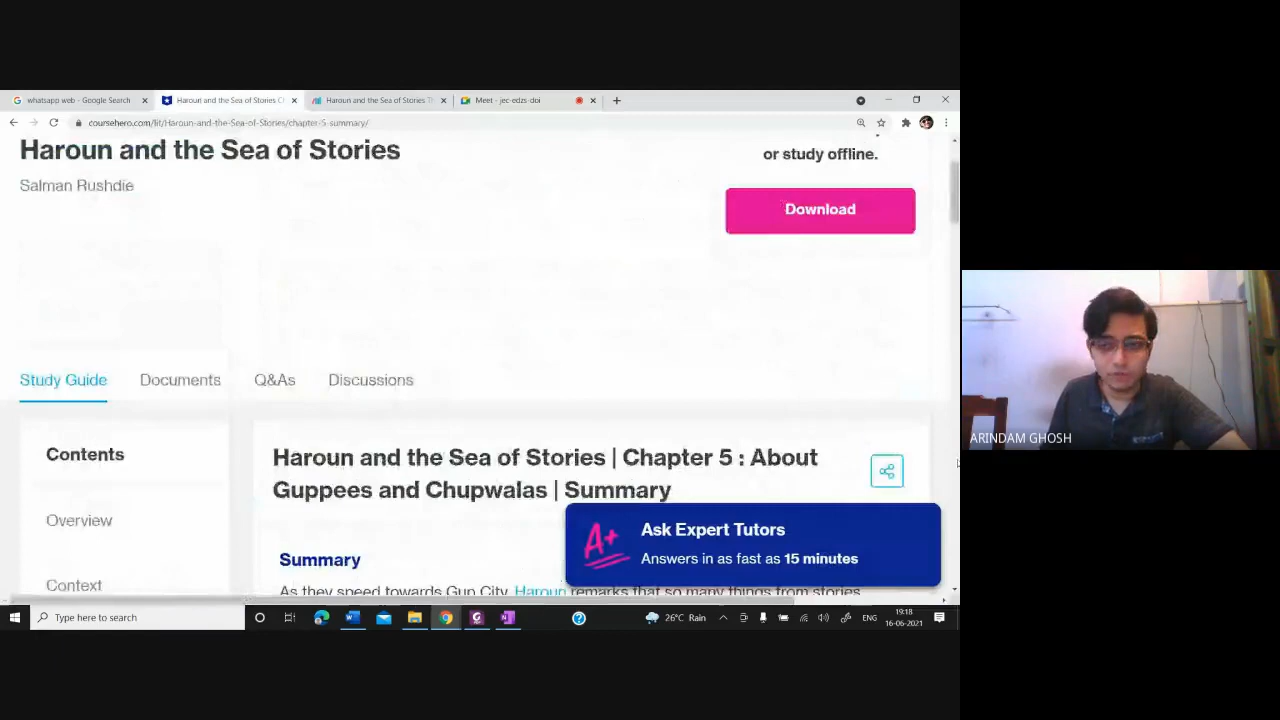 whatsapp web - Google Search
Haroun and the Sea of Stories C
Haroun and the Sea of Stories T
Meet - jec-edzs-doi
coursehero.com/lit/Haroun-and-the-Sea-of-Stories/chapter-5-summary/
Haroun and the Sea of Stories
or study offline.
Salman Rushdie
Download
Study Guide
Documents
Q&As
Discussions
Contents
Haroun and the Sea of Stories | Chapter 5 : About
Guppees and Chupwalas | Summary
Overview
Ask Expert Tutors
A+
Answers in as fast as 15 minutes
Summary
Context
As they speed towards Gup City, Haroun remarks that so many things from stories
ARINDAM GHOSH
Type here to search
26°C Rain
ENG
19:18
16-06-2021